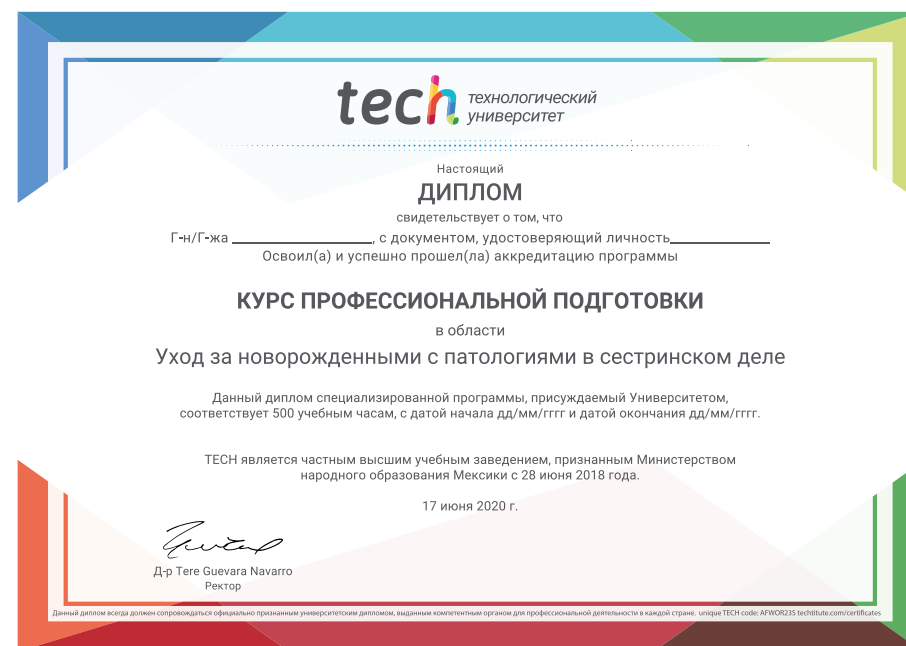 tech технологический
университет
Настоящий
ДИПЛОМ
свидетельствует о том, что
Г-н/Г-жа ____________________, с документом, удостоверяющий личность______________
Освоил(а) и успешно прошел(ла) аккредитацию программы
КУРС ПРОФЕССИОНАЛЬНОЙ ПОДГОТОВКИ
в области
Уход за новорожденными с патологиями в сестринском деле
Данный диплом специализированной программы, присуждаемый Университетом,
соответствует 500 учебным часам, с датой начала дд/мм/гггг и датой окончания дд/мм/гггг.
TECH является частным высшим учебным заведением, признанным Министерством
народного образования Мексики с 28 июня 2018 года.
17 июня 2020 г.
Д-р Tere Guevara Navarro
Ректор
Данный диплом всегда должен сопровождаться официально признанным университетским дипломом, выданным компетентным органом для профессиональной деятельности в каждой стране. unique TECH code: AFWOR23S techtitute.com/certificates